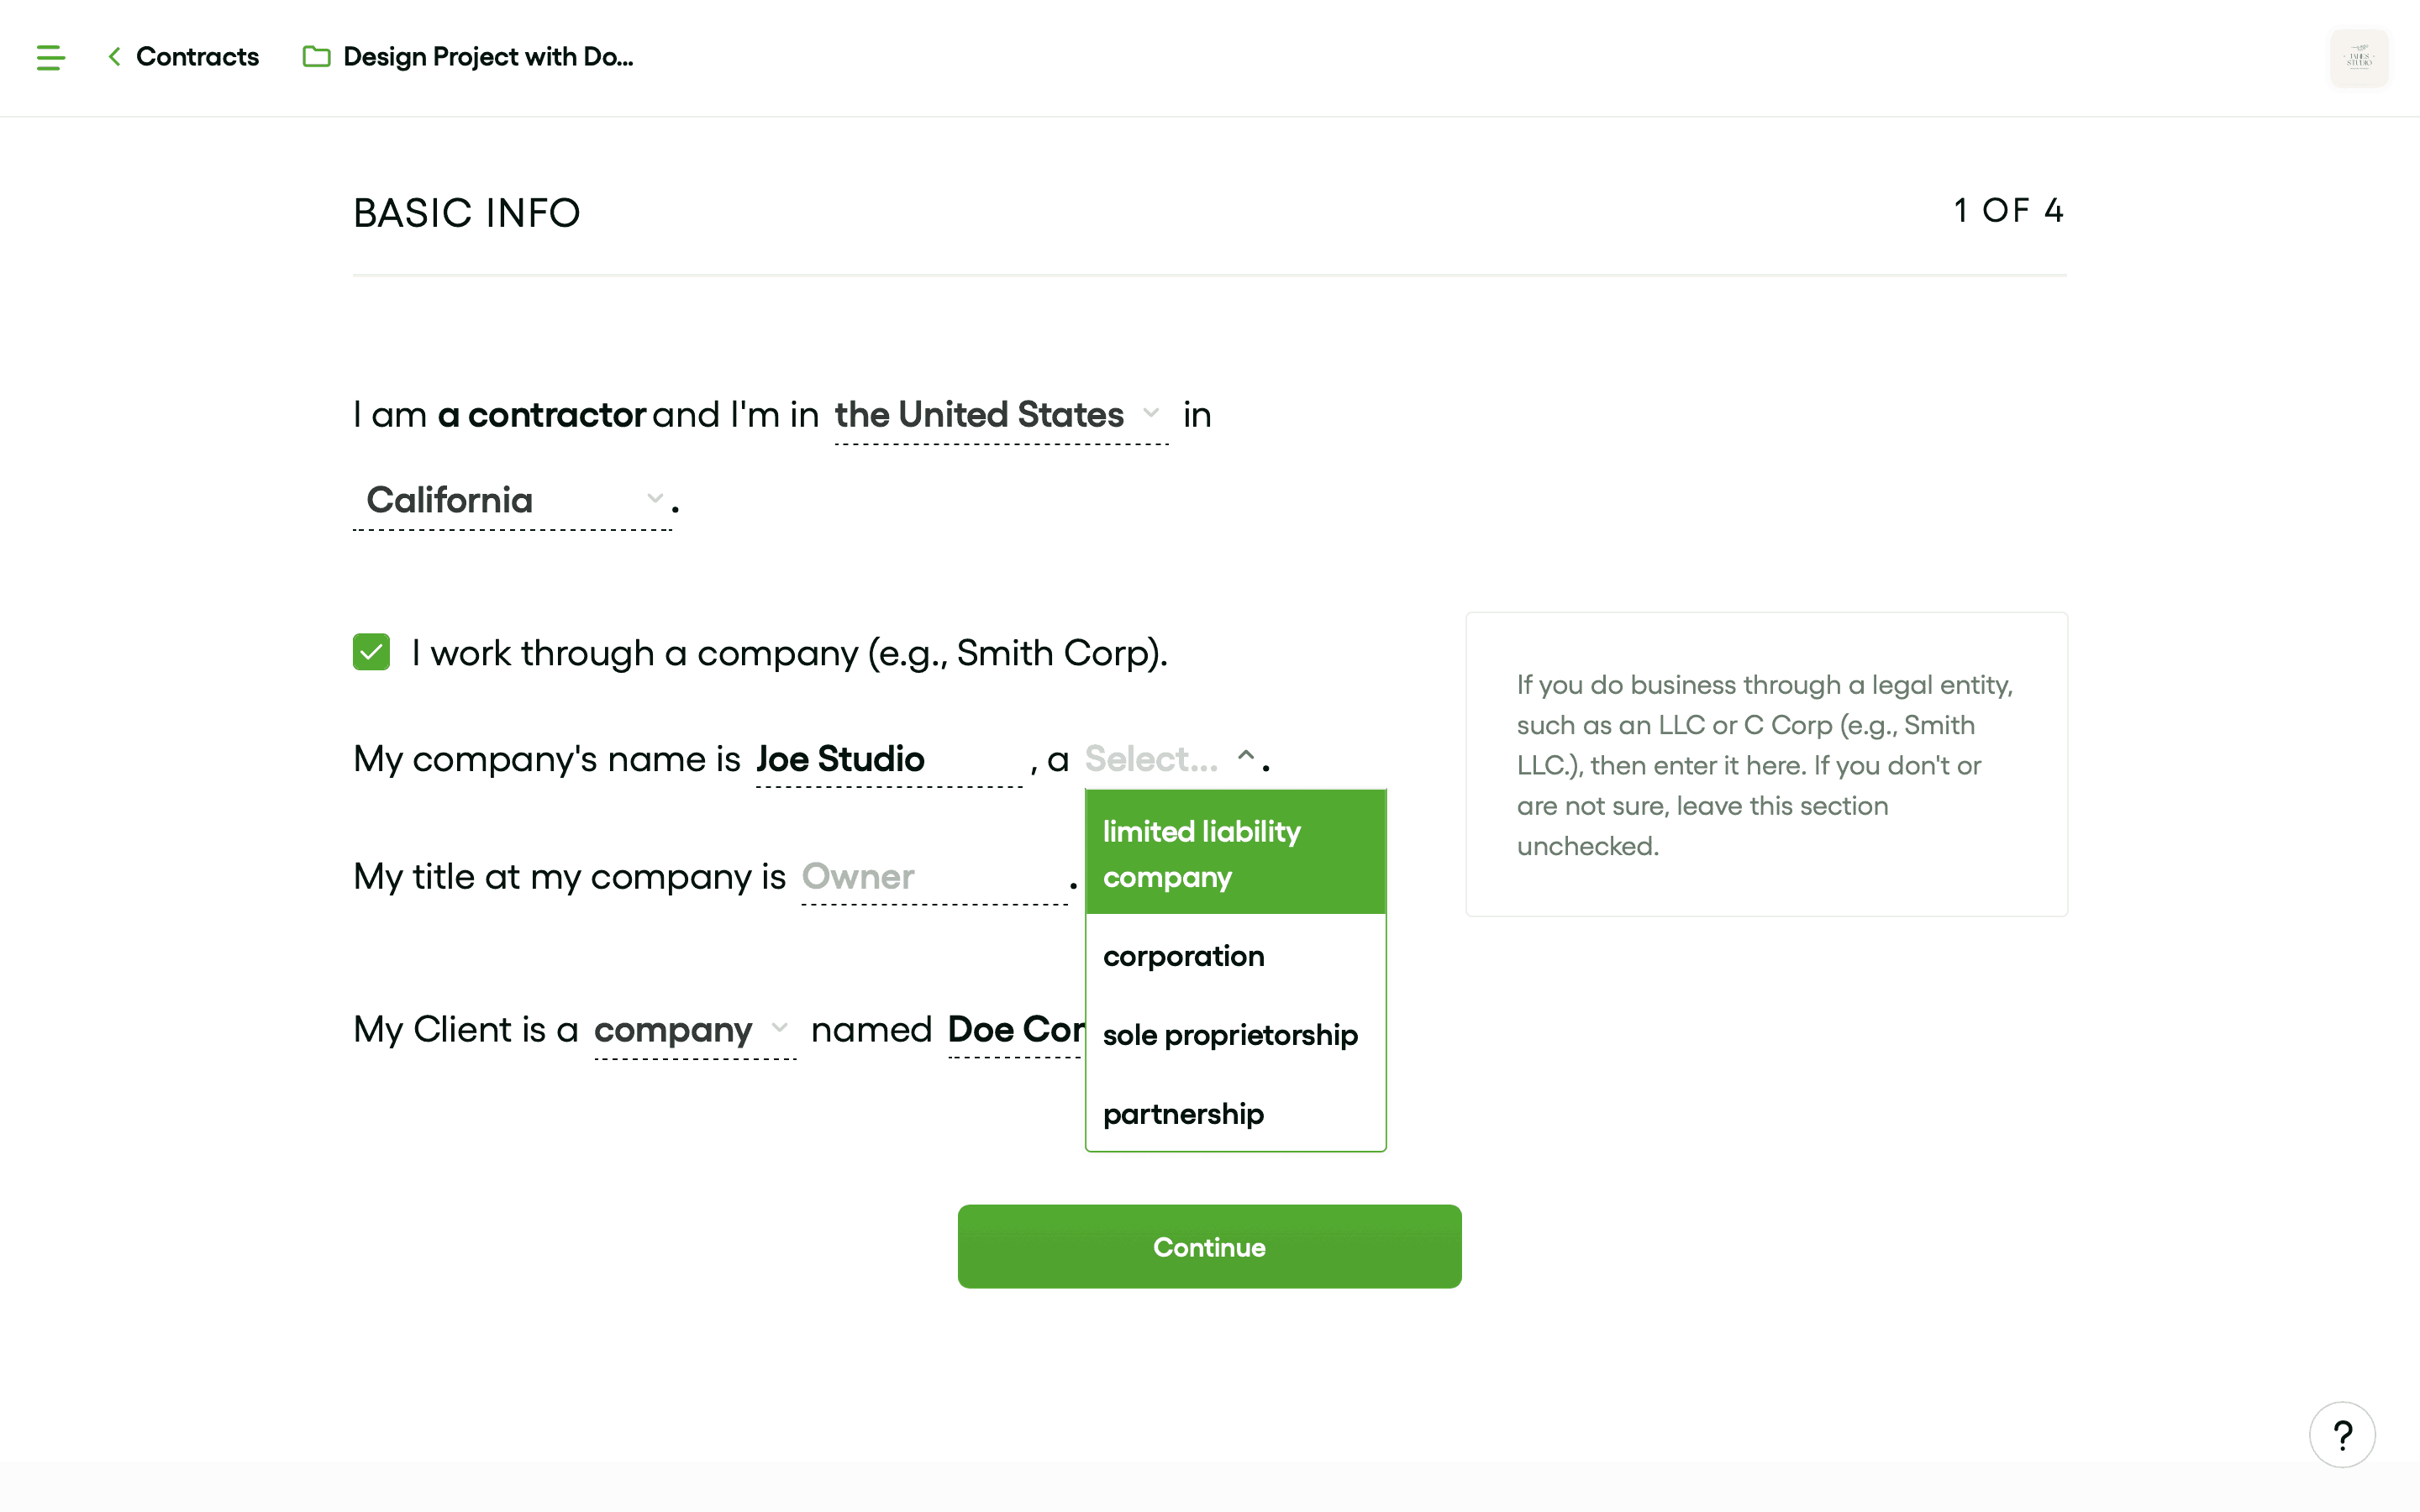 Contracts
Design Project with Do...
JADES
STUDIO
BASIC INFO
1 OF 4
I am a contractor and I'm in the United States in
California .
I work through a company (e.g., Smith Corp).
My company's name is Joe Studio , a Select... .
limited liability
company
corporation
sole proprietorship
partnership
My title at my company is Owner .
My Client is a company named Doe Cor
If you do business through a legal entity,
such as an LLC or C Corp (e.g., Smith
LLC.), then enter it here. If you don't or
are not sure, leave this section
unchecked.
Continue
?